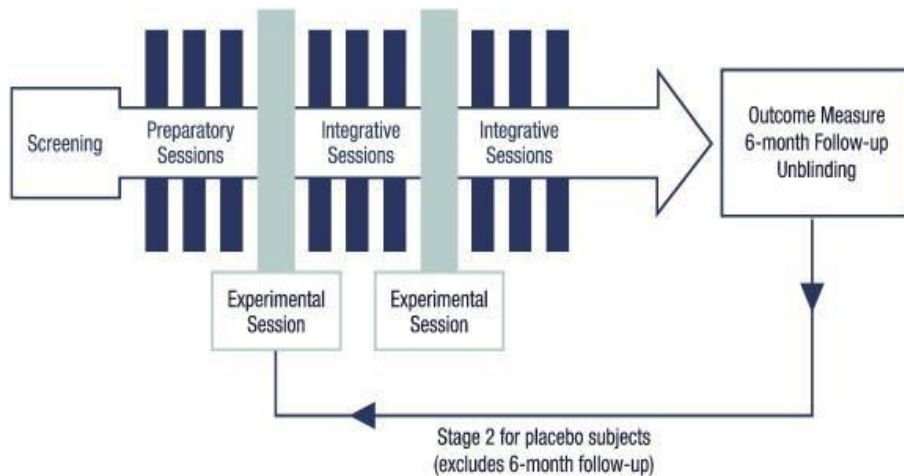 Screening
Preparatory
Sessions
Integrative
Sessions
Integrative
Sessions
Outcome Measure
6-month Follow-up
Unblinding
Experimental
Session
Experimental
Session
Stage 2 for placebo subjects
(excludes 6-month follow-up)